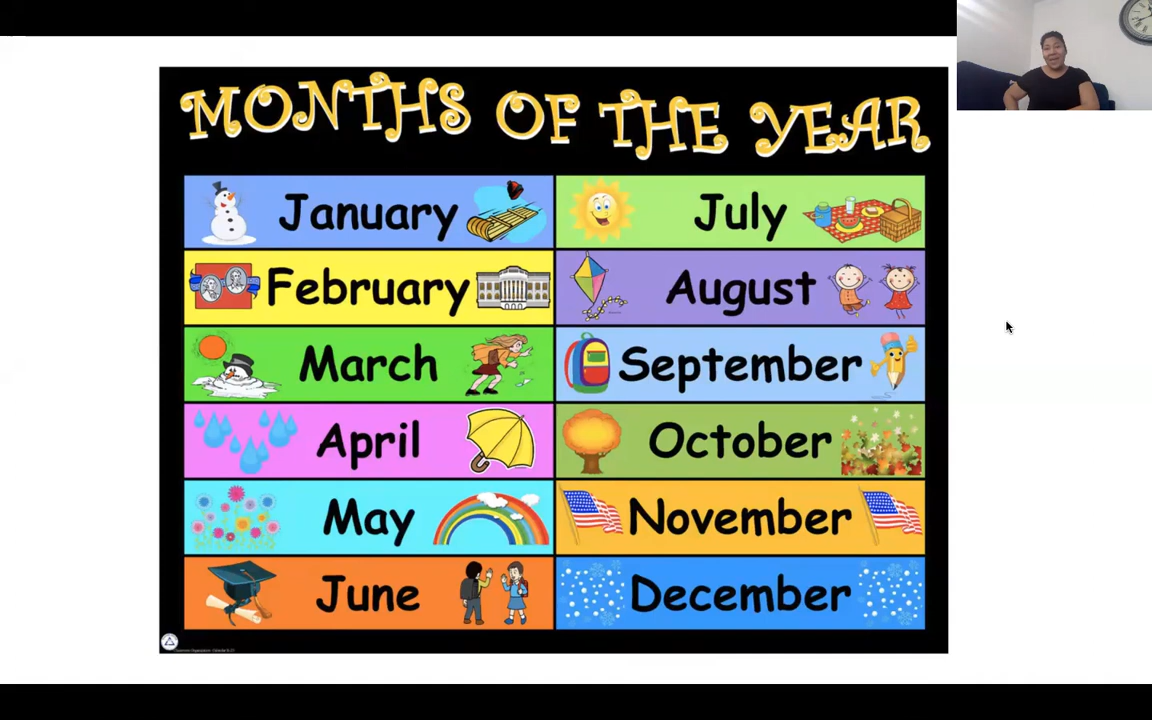 MONTHS OF THE YEAR
January
February
March
April
May
June
July
August
September
October
November
December